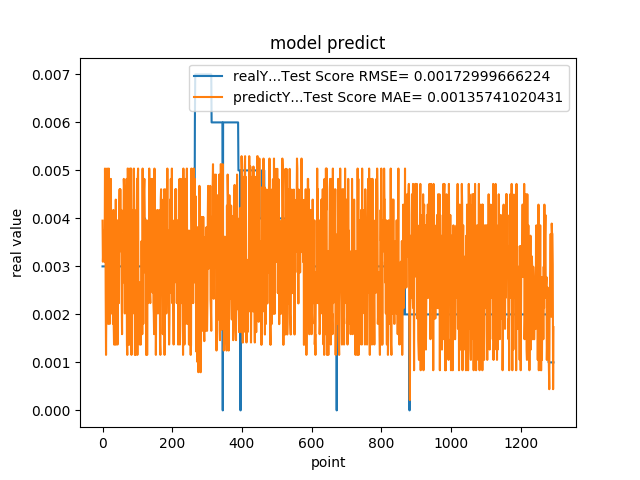 model predict
realY...Test Score RMSE= 0.00172999666224
predictY...Test Score MAE= 0.00135741020431
0.007
0.006
0.005
0.004
0.003
0.002
0.001
0.000
real value
0 200 400 600 800 1000 1200
point